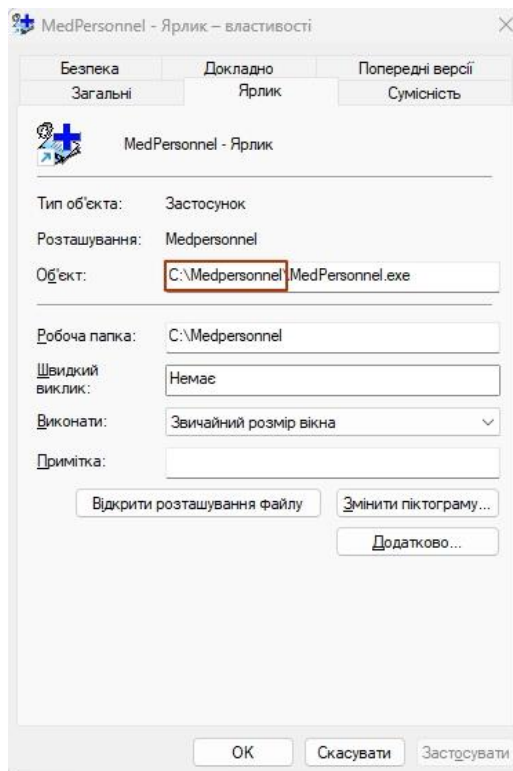 MedPersonnel - Ярлик – властивості
Безпека Докладно Попередні версії
Загальні Ярлик Сумісність
MedPersonnel - Ярлик
Тип об'єкта: Застосунок
Розташування: Medpersonnel
Об'єкт: C:\Medpersonnel\MedPersonnel.exe
Робоча папка: C:\Medpersonnel
Швидкий
виклик: Немає
Виконати: Звичайний розмір вікна
Примітка:
Відкрити розташування файлу Змінити піктограму...
Додатково...
OK Скасувати Застосувати